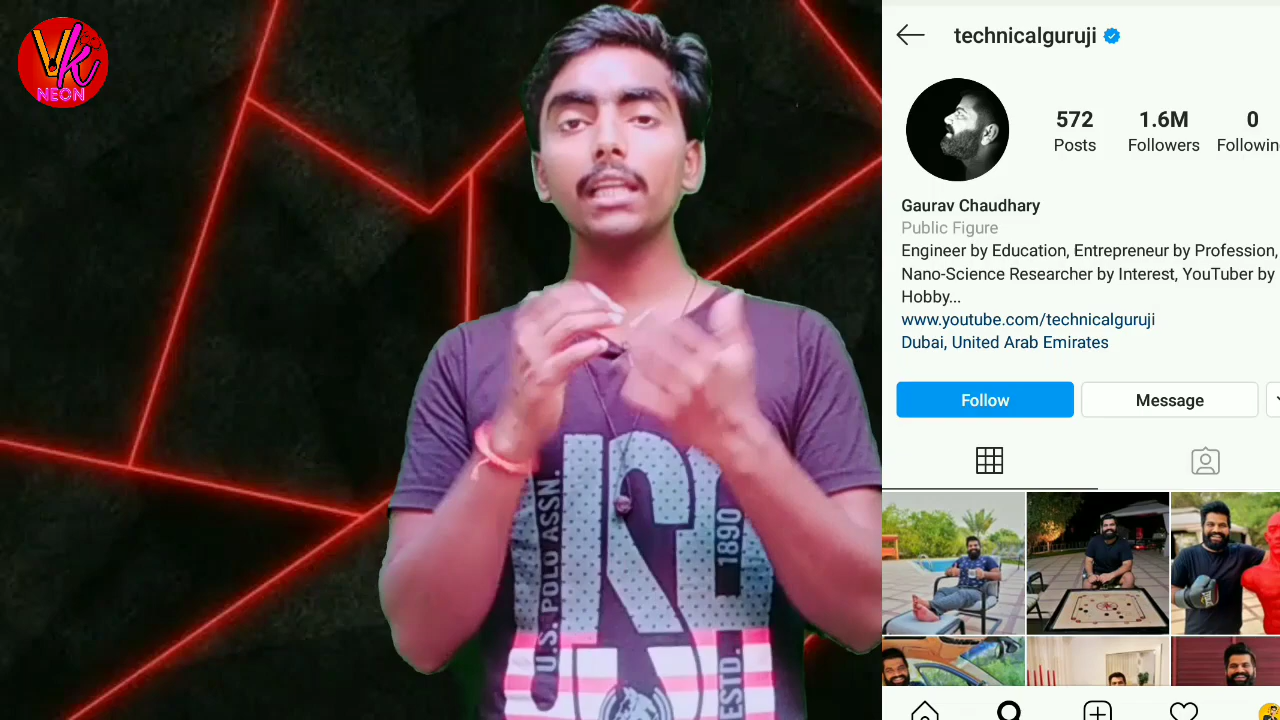 Vk
NEON
U.S. POLO ASSN.
USA
1890
ESTD.
technicalguruji
572
Posts
1.6M
Followers
0
Followin
Gaurav Chaudhary
Public Figure
Engineer by Education, Entrepreneur by Profession,
Nano-Science Researcher by Interest, YouTuber by
Hobby...
www.youtube.com/technicalguruji
Dubai, United Arab Emirates
Follow
Message